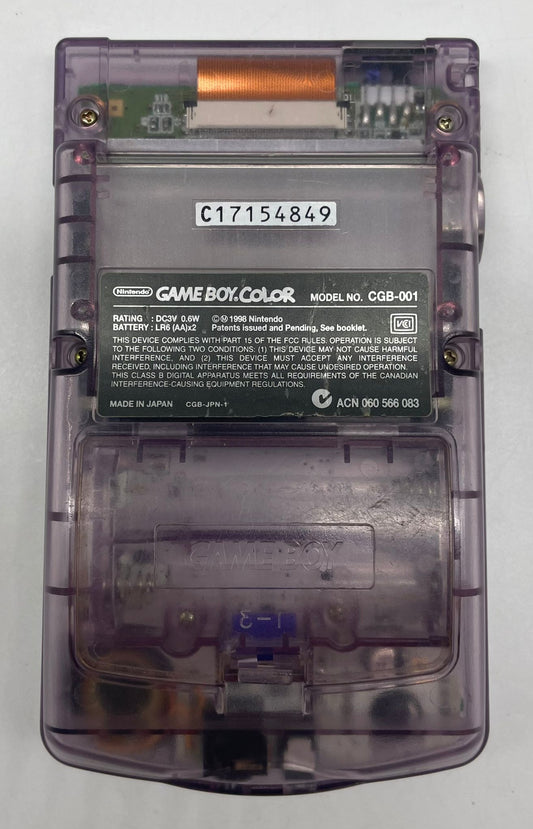 C17154849
Nintendo GAME BOY COLOR MODEL NO. CGB-001
RATING : DC3V 0.6W ©Ⓜ1998 Nintendo
BATTERY : LR6 (AA)x2 Patents issued and Pending, See booklet.
VCI
THIS DEVICE COMPLIES WITH PART 15 OF THE FCC RULES. OPERATION IS SUBJECT
TO THE FOLLOWING TWO CONDITIONS: (1) THIS DEVICE MAY NOT CAUSE HARMFUL
INTERFERENCE, AND (2) THIS DEVICE MUST ACCEPT ANY INTERFERENCE
RECEIVED, INCLUDING INTERFERENCE THAT MAY CAUSE UNDESIRED OPERATION.
THIS CLASS B DIGITAL APPARATUS MEETS ALL REQUIREMENTS OF THE CANADIAN
INTERFERENCE-CAUSING EQUIPMENT REGULATIONS.
MADE IN JAPAN CGB-JPN-1 ACN 060 566 083
GAME BOY
1-3